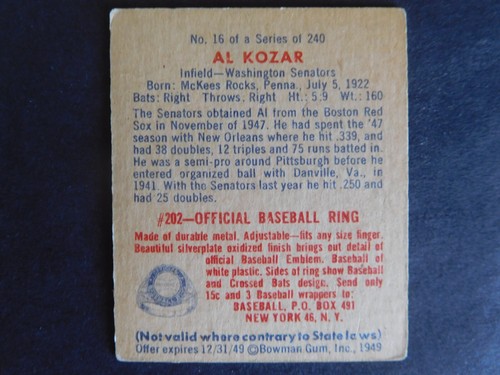 No. 16 of a Series of 240
AL KOZAR
Infield—Washington Senators
Born: McKees Rocks, Penna., July 5, 1922
Bats: Right Throws: Right Ht.: 5.9 Wt.: 160
The Senators obtained Al from the Boston Red
Sox in November of 1947. He had spent the '47
season with New Orleans where he hit .339, and
had 38 doubles, 12 triples and 75 runs batted in.
He was a semi-pro around Pittsburgh before he
entered organized ball with Danville, Va., in
1941. With the Senators last year he hit .250 and
had 25 doubles.
#202—OFFICIAL BASEBALL RING
Made of durable metal. Adjustable—fits any size finger.
Beautiful silverplate oxidized finish brings out detail of
official Baseball Emblem. Baseball of
white plastic. Sides of ring show Baseball
and Crossed Bats design. Send only
15c and 3 Baseball wrappers to:
BASEBALL, P.O. BOX 491
NEW YORK 46, N. Y.
(Not valid where contrary to State laws)
Offer expires 12/31/49 ©Bowman Gum, Inc., 1949